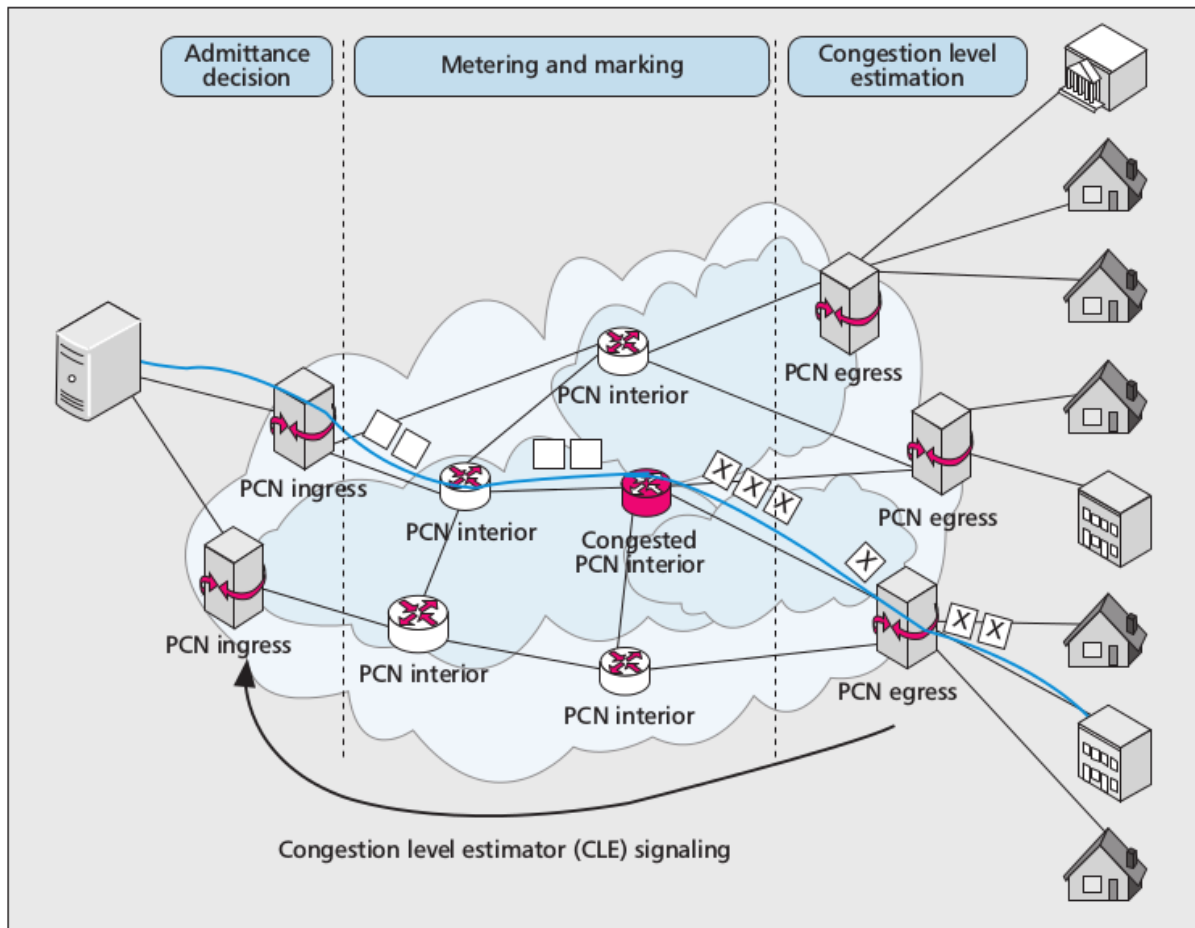 Admittance
decision
Metering and marking
Congestion level
estimation
PCN interior
PCN egress
PCN ingress
PCN interior
Congested
PCN interior
PCN egress
X X X
X
X X
PCN ingress
PCN interior
PCN interior
PCN egress
Congestion level estimator (CLE) signaling